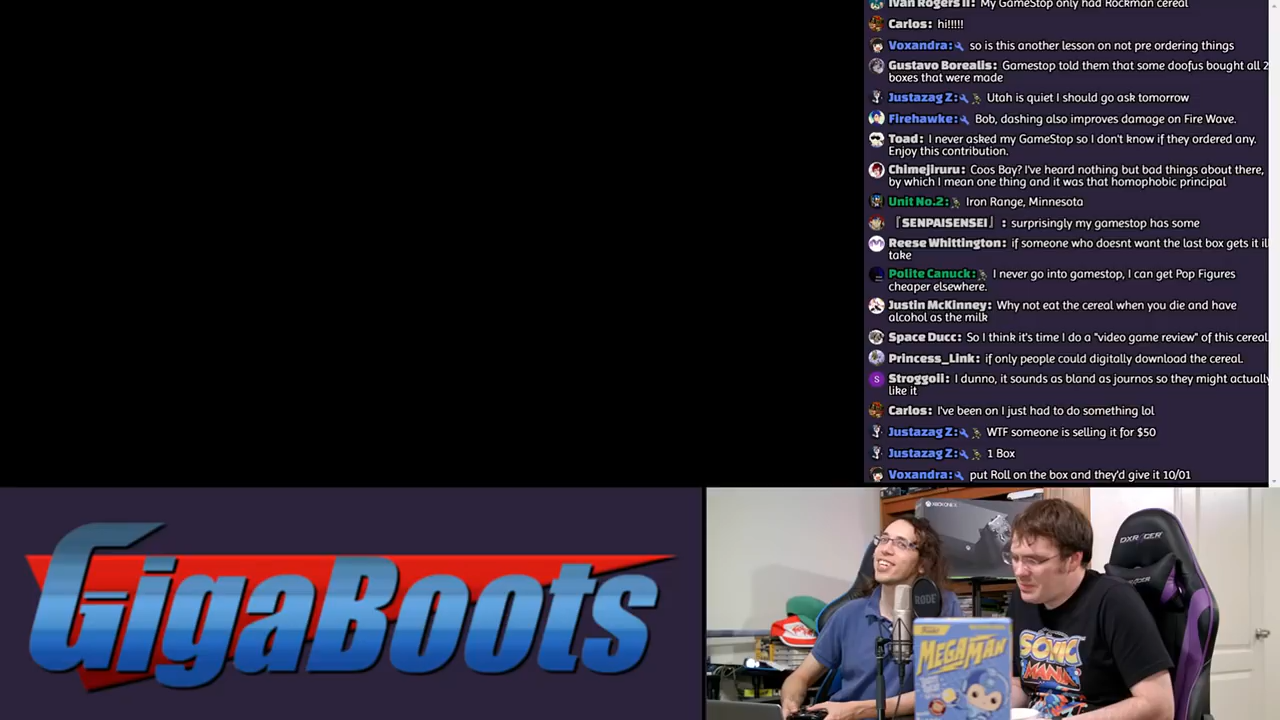 Ivan Rogers II: My GameStop only had Rockman cereal
Carlos: hi!!!!!
Voxandra: so is this another lesson on not pre ordering things
Gustavo Borealis: Gamestop told them that some doofus bought all 2
boxes that were made
Justazag Z: Utah is quiet I should go ask tomorrow
Firehawke: Bob, dashing also improves damage on Fire Wave.
Toad: I never asked my GameStop so I don't know if they ordered any.
Enjoy this contribution.
Chimejiruru: Coos Bay? I've heard nothing but bad things about there,
by which I mean one thing and it was that homophobic principal
Unit No.2: Iron Range, Minnesota
『SENPAISENSEI』: surprisingly my gamestop has some
Reese Whittington: if someone who doesnt want the last box gets it ill
take
Polite Canuck: I never go into gamestop, I can get Pop Figures
cheaper elsewhere.
Justin McKinney: Why not eat the cereal when you die and have
alcohol as the milk
Space Ducc: So I think it's time I do a "video game review" of this cereal
Princess_Link: if only people could digitally download the cereal.
S
Stroggoii: I dunno, it sounds as bland as journos so they might actually
like it
Carlos: I've been on I just had to do something lol
Justazag Z: WTF someone is selling it for $50
Justazag Z: 1 Box
Voxandra: put Roll on the box and they'd give it 10/01
GigaBoots
XBOX ONE X
DXRACER
RØDE
Funko
MEGAMAN
SONIC
MANIA